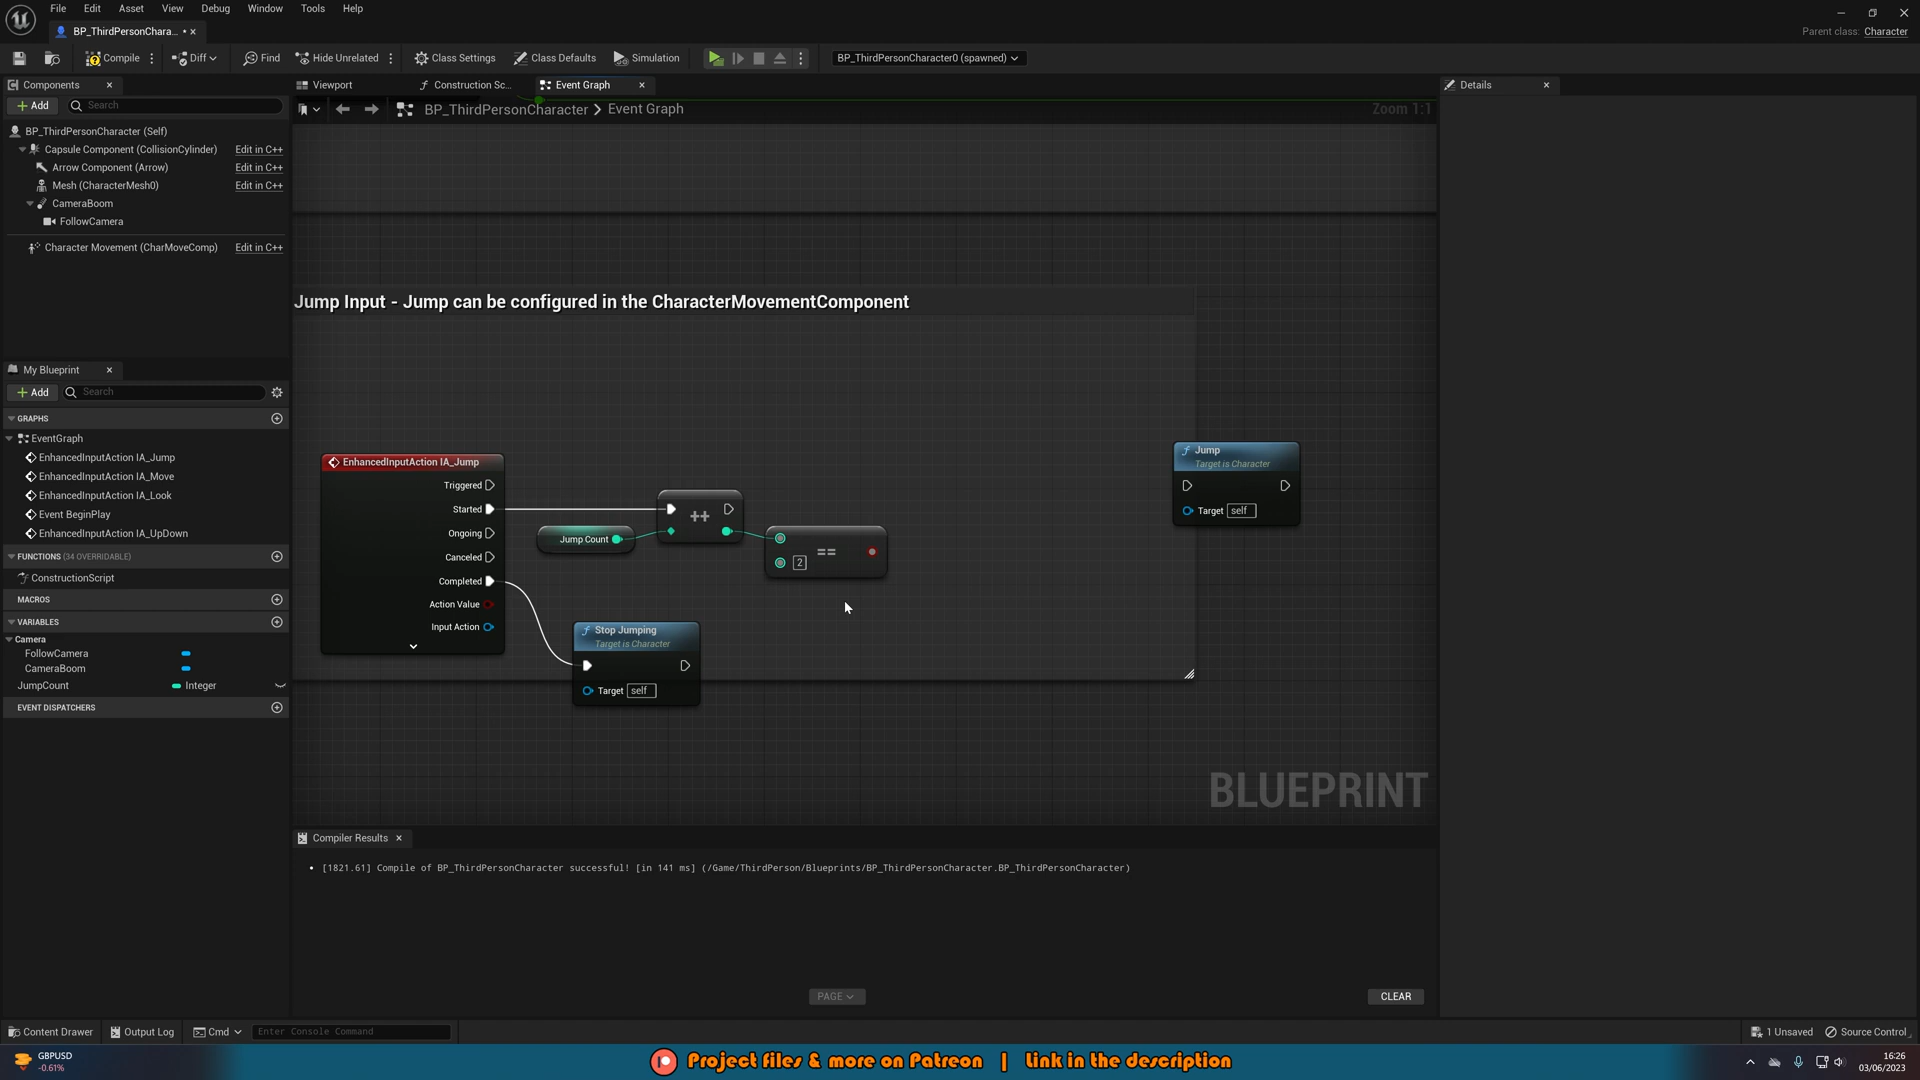 File Edit Asset View Debug Window Tools Help
BP_ThirdPersonChara...
Parent class: Character
Compile Diff Find Hide Unrelated Class Settings Class Defaults Simulation BP_ThirdPersonCharacter0 (spawned)
Components Viewport Construction Sc... Event Graph Details
Add Search BP_ThirdPersonCharacter > Event Graph Zoom 1:1
BP_ThirdPersonCharacter (Self)
Capsule Component (CollisionCylinder) Edit in C++
Arrow Component (Arrow) Edit in C++
Mesh (CharacterMesh0) Edit in C++
CameraBoom
FollowCamera
Character Movement (CharMoveComp) Edit in C++
Jump Input - Jump can be configured in the CharacterMovementComponent
My Blueprint
Add Search
GRAPHS
EventGraph
EnhancedInputAction IA_Jump
EnhancedInputAction IA_Move
EnhancedInputAction IA_Look
Event BeginPlay
EnhancedInputAction IA_UpDown
FUNCTIONS (34 OVERRIDABLE)
ConstructionScript
MACROS
VARIABLES
Camera
FollowCamera
CameraBoom
JumpCount Integer
EVENT DISPATCHERS
EnhancedInputAction IA_Jump
Triggered
Started
Ongoing
Canceled
Completed
Action Value
Input Action
Jump Count
++
==
2
Jump
Target is Character
Target self
Stop Jumping
Target is Character
Target self
BLUEPRINT
Compiler Results
[1821.61] Compile of BP_ThirdPersonCharacter successful! [in 141 ms] (/Game/ThirdPerson/Blueprints/BP_ThirdPersonCharacter.BP_ThirdPersonCharacter)
PAGE CLEAR
Content Drawer Output Log Cmd Enter Console Command 1 Unsaved Source Control
GBPUSD
-0.61%
Project files & more on Patreon | Link in the description
16:26
03/06/2023